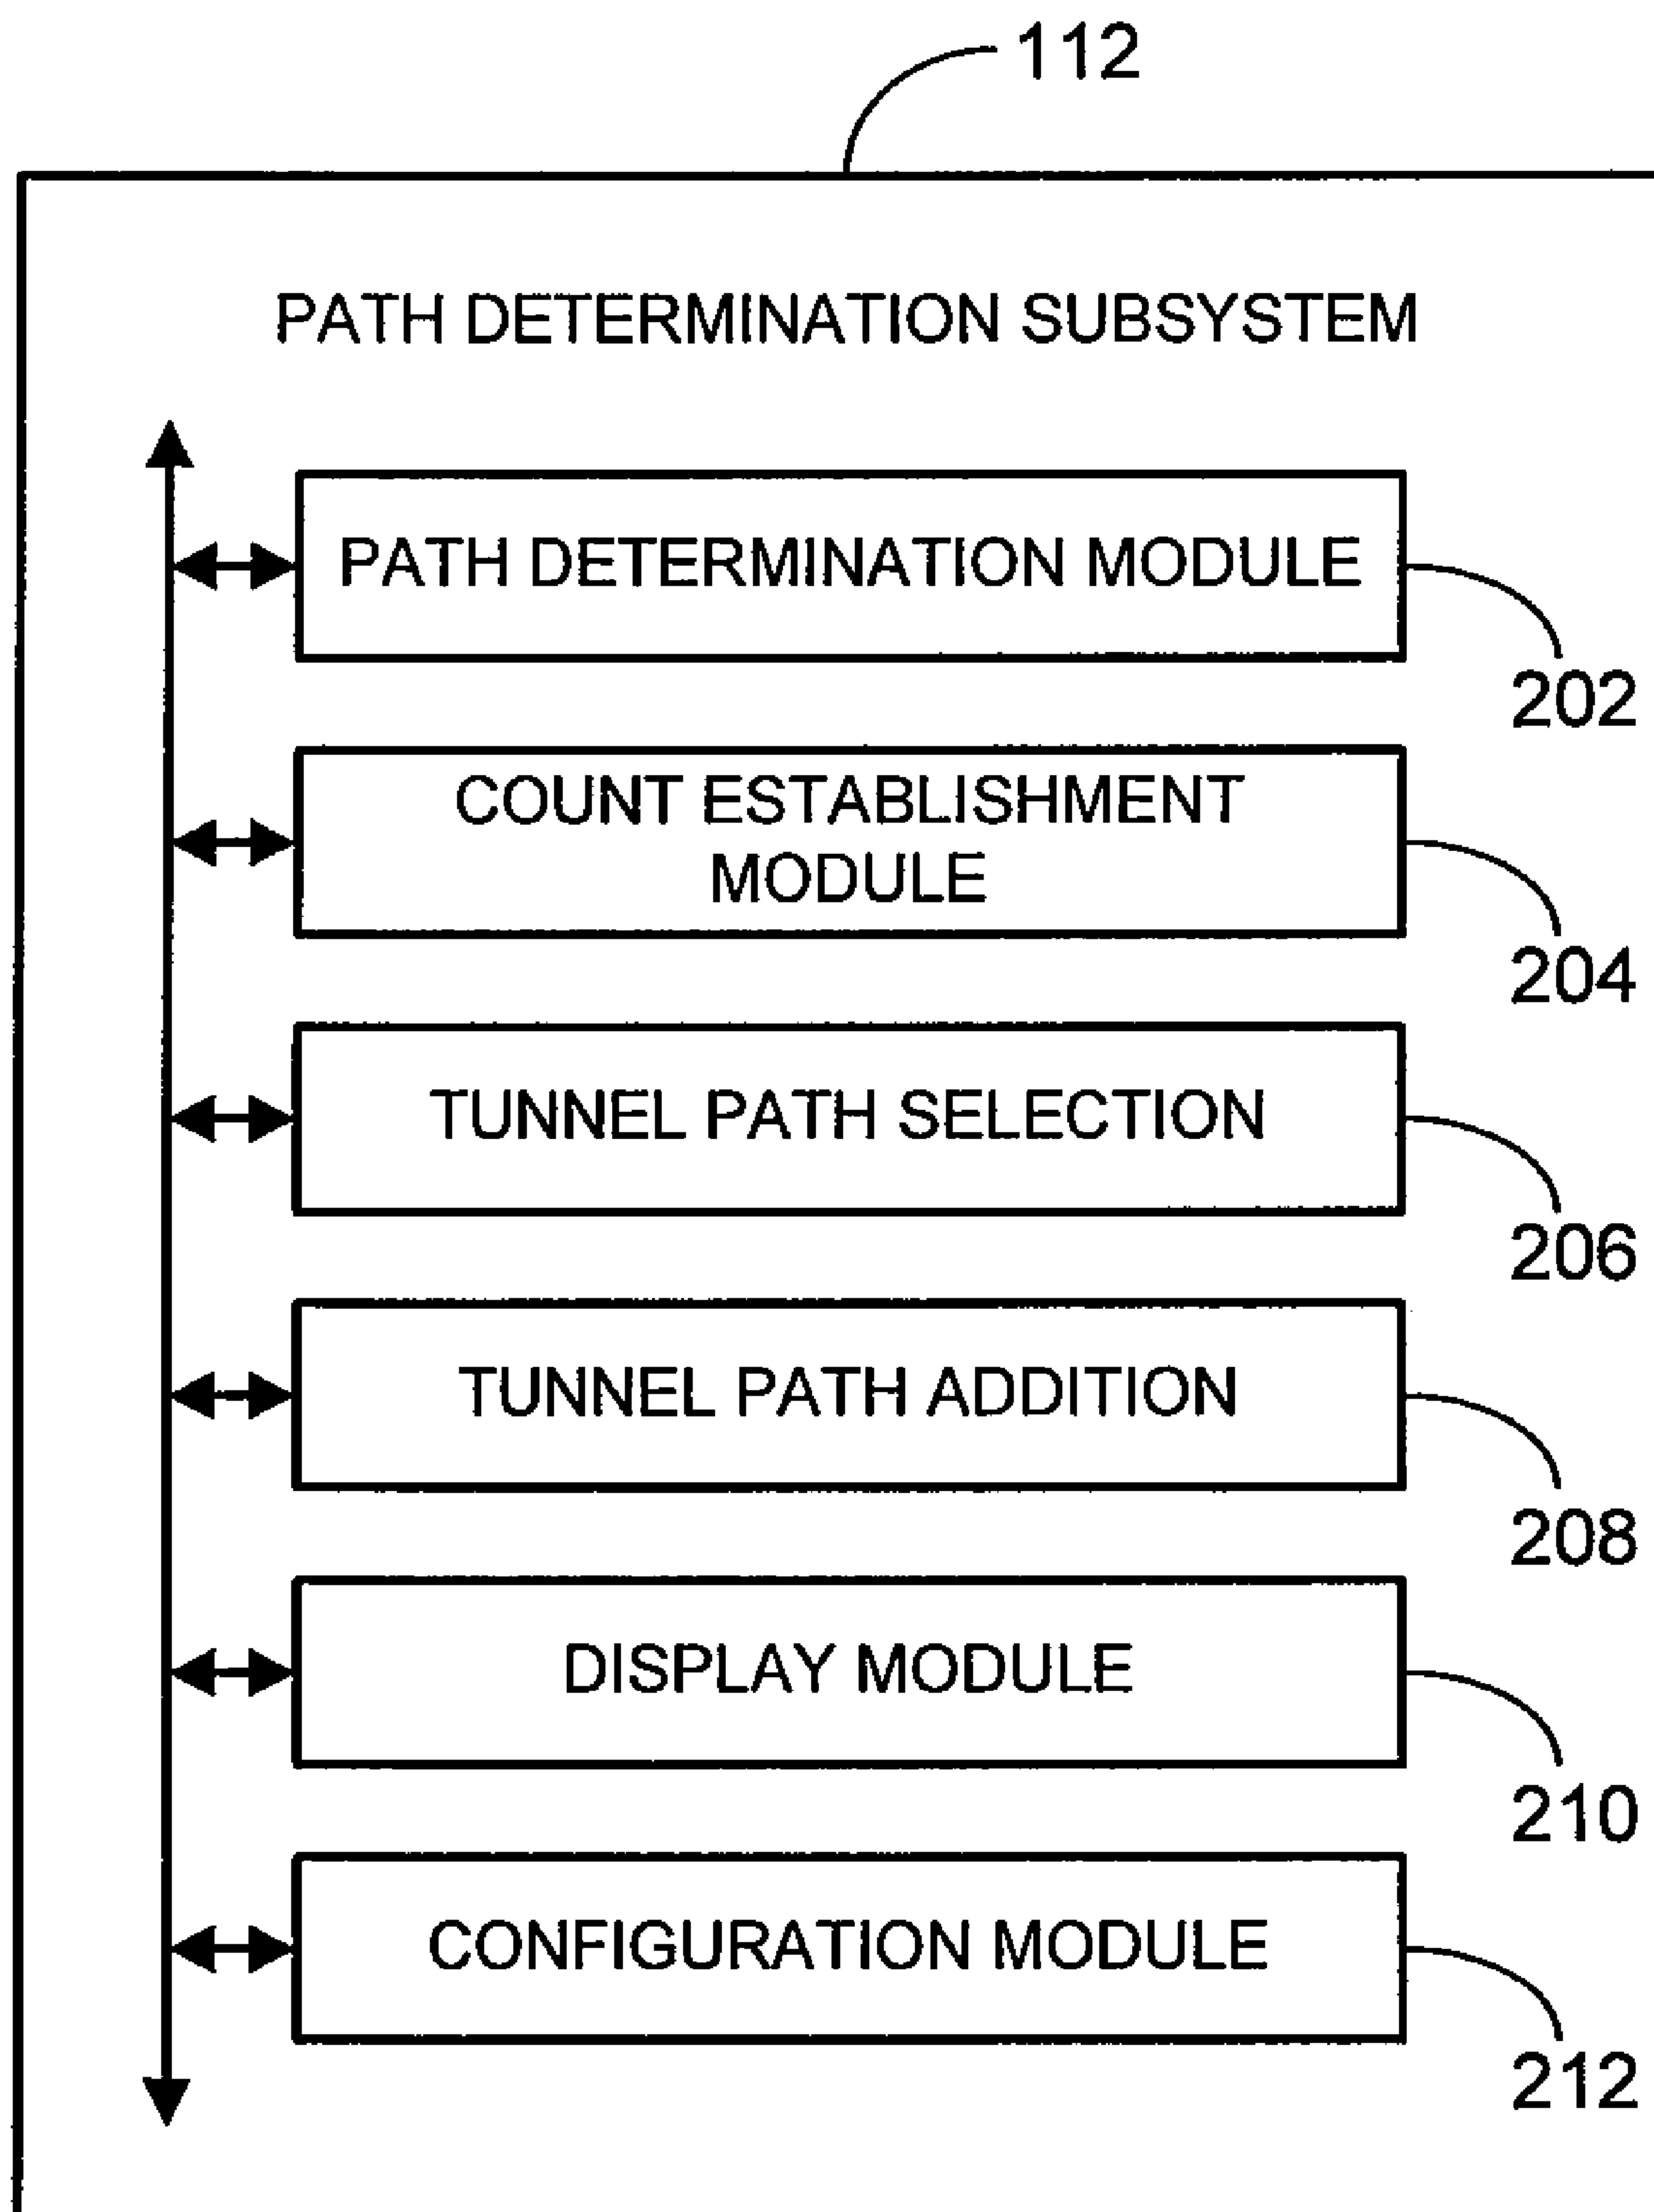 112
PATH DETERMINATION SUBSYSTEM
PATH DETERMINATION MODULE
202
COUNT ESTABLISHMENT
MODULE
204
TUNNEL PATH SELECTION
206
TUNNEL PATH ADDITION
208
DISPLAY MODULE
210
CONFIGURATION MODULE
212